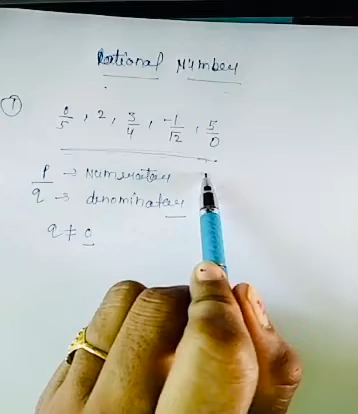 Rational Number
① 0/5 , 2 , 3/4 , -1/12 , 5/0
p → Numerator
q → denominator
q ≠ 0